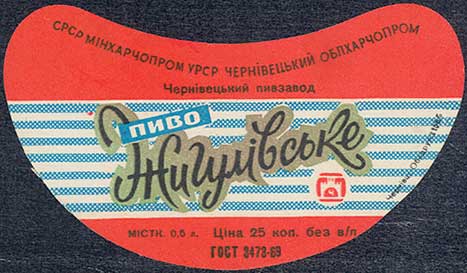 СРСР МІНХАРЧОПРОМ УРСР ЧЕРНІВЕЦЬКИЙ ОБЛХАРЧОПРОМ
Чернівецький пивзавод
ПИВО
Жигулівське
МІСТК. 0,5 л. Ціна 25 коп. без в/п
ГОСТ 3473-69